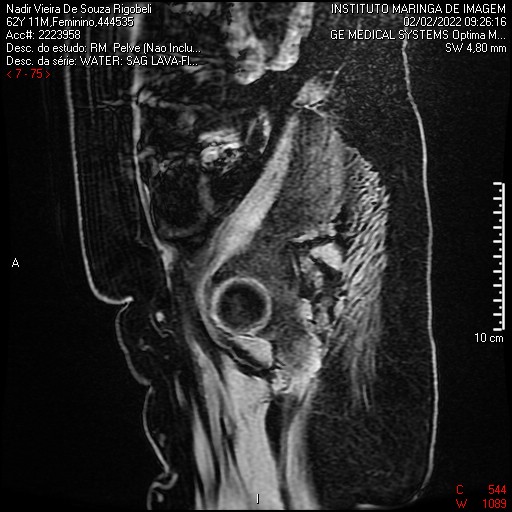 Nadir Vieira De Souza Rigobeli
62Y 11M,Feminino,444535
Acc#: 2223958
Desc. do estudo: RM Pelve (Nao Inclu...
Desc. da série: WATER: SAG LAVA-Fl...
< 7 - 75 >
INSTITUTO MARINGA DE IMAGEM
02/02/2022 09:26:16
GE MEDICAL SYSTEMS Optima M...
SW 4,80 mm
A
10 cm
I
C 544
W 1089